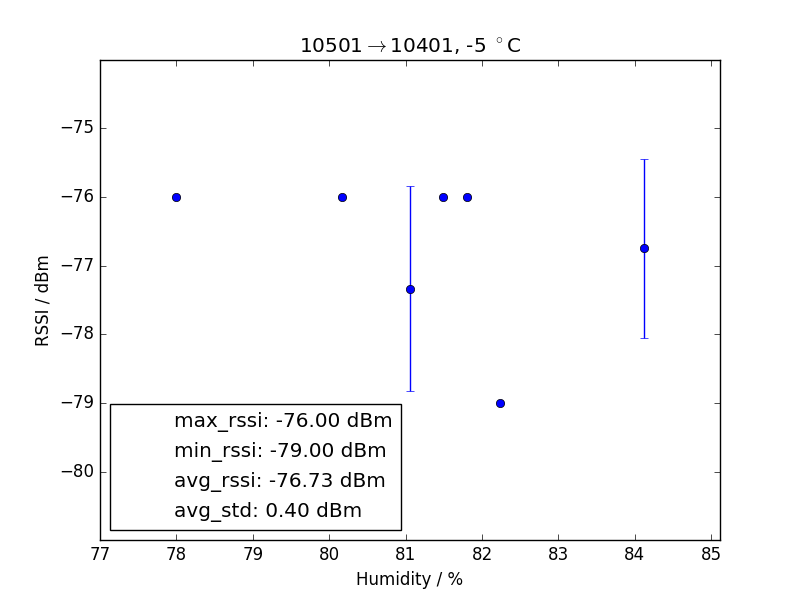 10501→10401, -5 °C
RSSI / dBm
−75
−76
−77
−78
−79
−80
max_rssi: -76.00 dBm
min_rssi: -79.00 dBm
avg_rssi: -76.73 dBm
avg_std: 0.40 dBm
77 78 79 80 81 82 83 84 85
Humidity / %